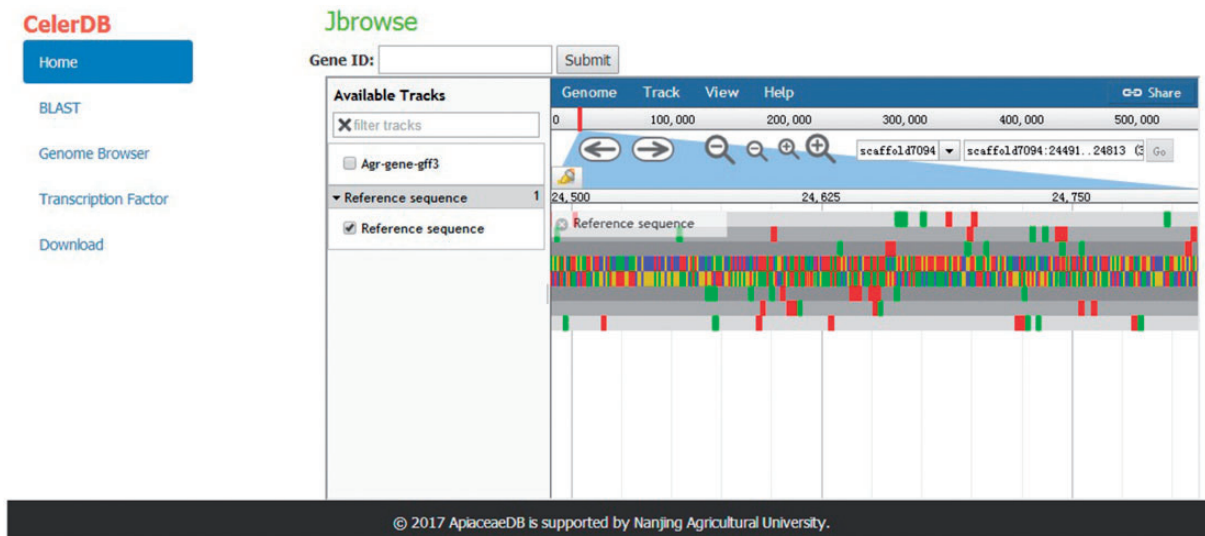 CelerDB
Home
BLAST
Genome Browser
Transcription Factor
Download
Jbrowse
Gene ID:
Submit
Available Tracks
filter tracks
Agr-gene-gff3
Reference sequence 1
Reference sequence
Genome Track View Help Share
0 100,000 200,000 300,000 400,000 500,000
scaffold7094 scaffold7094:24491..24813 (3 Go
24,500 24,625 24,750
Reference sequence
© 2017 ApiaceaeDB is supported by Nanjing Agricultural University.